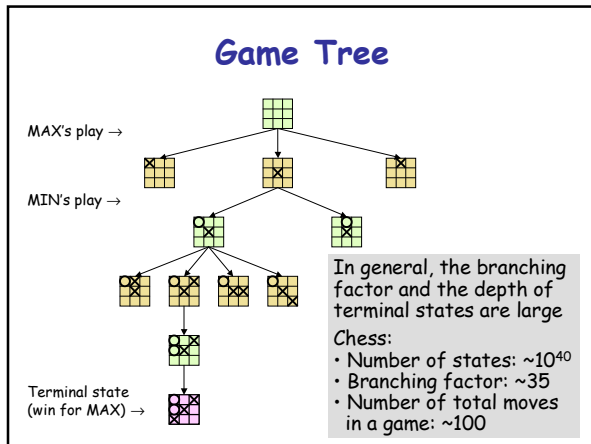 Game Tree
MAX's play →
MIN's play →
In general, the branching
factor and the depth of
terminal states are large
Chess:
• Number of states: ~10⁴⁰
• Branching factor: ~35
• Number of total moves
in a game: ~100
Terminal state
(win for MAX) →